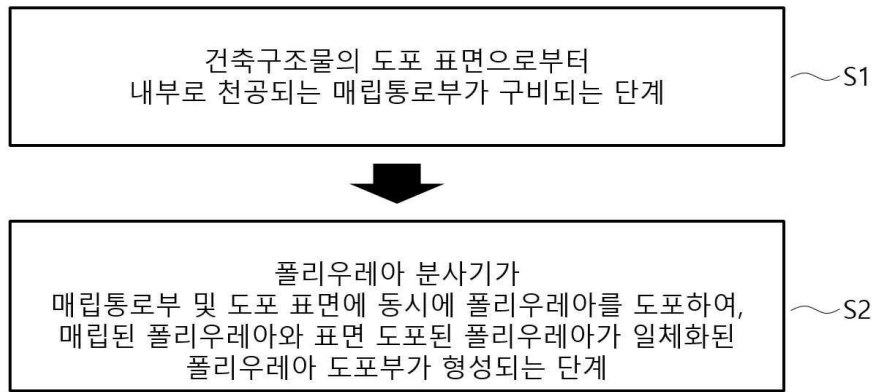 건축구조물의 도포 표면으로부터
내부로 천공되는 매립통로부가 구비되는 단계
S1
폴리우레아 분사기가
매립통로부 및 도포 표면에 동시에 폴리우레아를 도포하여,
매립된 폴리우레아와 표면 도포된 폴리우레아가 일체화된
폴리우레아 도포부가 형성되는 단계
S2